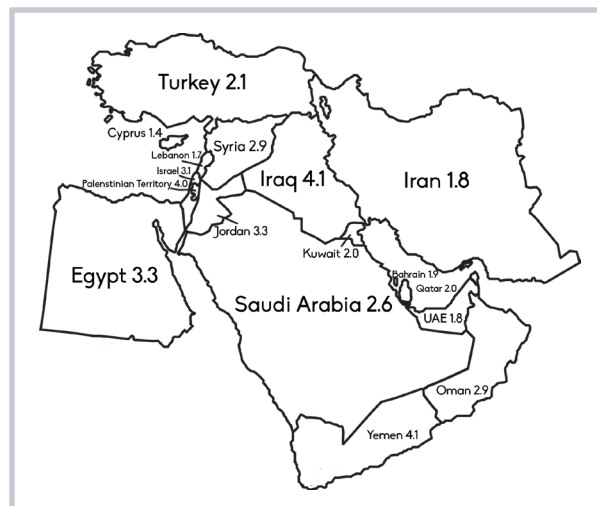 Turkey 2.1
Cyprus 1.4
Syria 2.9
Lebanon 1.7
Israel 3.1
Palenstinian Territory 4.0
Iraq 4.1
Iran 1.8
Jordan 3.3
Kuwait 2.0
Egypt 3.3
Bahrain 1.9
Qatar 2.0
Saudi Arabia 2.6
UAE 1.8
Oman 2.9
Yemen 4.1